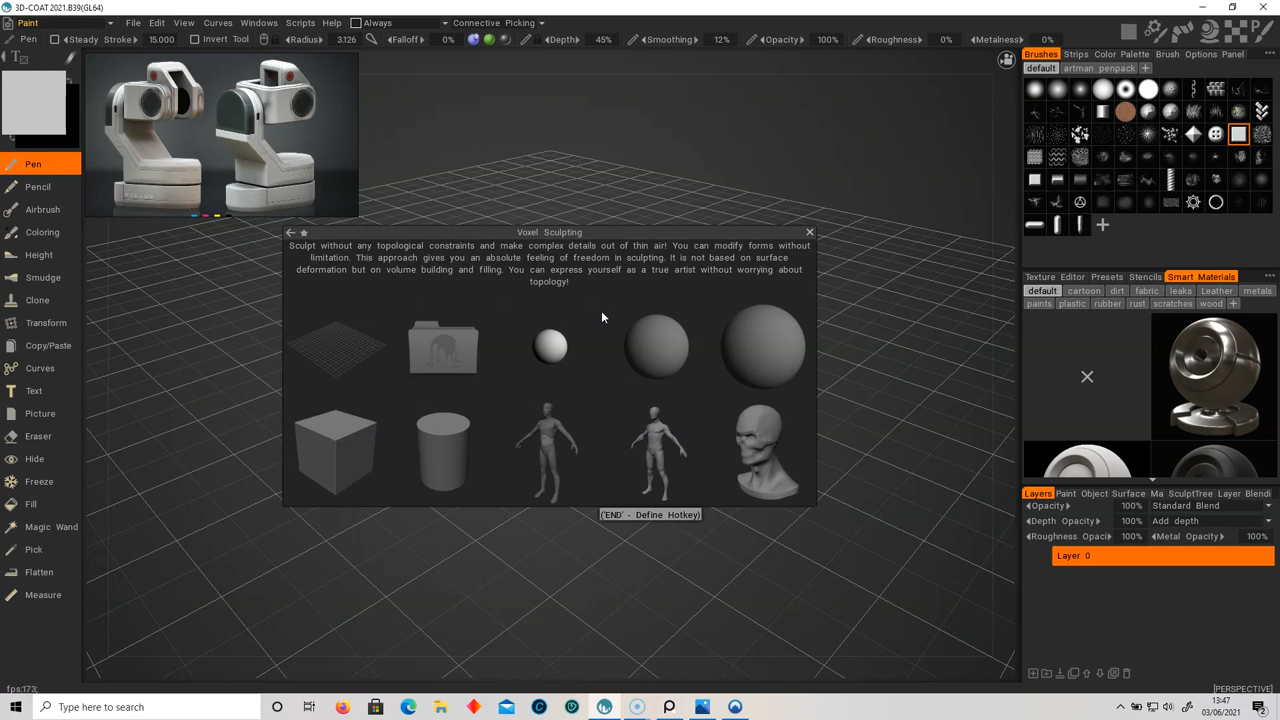 3D-COAT 2021.B39(GL64)
Paint File Edit View Curves Windows Scripts Help Always Connective Picking
Pen Steady Stroke 15.000 Invert Tool Radius 3.126 Falloff 0% Depth 45% Smoothing 12% Opacity 100% Roughness 0% Metalness 0%
Brushes Strips Color Palette Brush Options Panel
default artman penpack
Pen
Pencil
Airbrush
Coloring
Height
Smudge
Clone
Transform
Copy/Paste
Curves
Text
Picture
Eraser
Hide
Freeze
Fill
Magic Wand
Pick
Flatten
Measure
Voxel Sculpting
Sculpt without any topological constraints and make complex details out of thin air! You can modify forms without
limitation. This approach gives you an absolute feeling of freedom in sculpting. It is not based on surface
deformation but on volume building and filling. You can express yourself as a true artist without worrying about
topology!
('END' - Define Hotkey)
Texture Editor Presets Stencils Smart Materials
default cartoon dirt fabric leaks Leather metals
paints plastic rubber rust scratches wood
Layers Paint Object Surface Ma SculptTree Layer Blendi
Opacity 100% Standard Blend
Depth Opacity 100% Add depth
Roughness Opaci 100% Metal Opacity 100%
Layer 0
fps:173;
[PERSPECTIVE]
Type here to search
13:47
03/06/2021
2